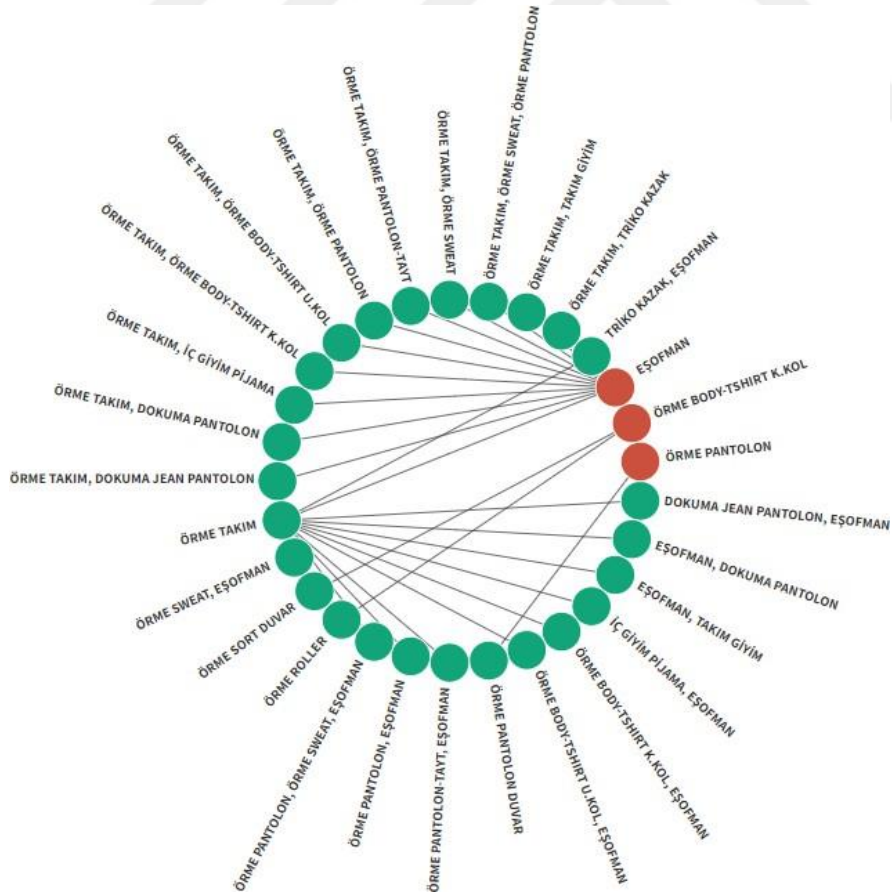 ÖRME TAKIM, ÖRME SWEAT
ÖRME TAKIM, ÖRME SWEAT, ÖRME PANTOLON
ÖRME TAKIM, TAKIM GİYİM
ÖRME TAKIM, TRİKO KAZAK
TRİKO KAZAK, EŞOFMAN
EŞOFMAN
ÖRME BODY-TSHIRT K.KOL
ÖRME PANTOLON
DOKUMA JEAN PANTOLON, EŞOFMAN
EŞOFMAN, DOKUMA PANTOLON
EŞOFMAN, TAKIM GİYİM
İÇ GİYİM PİJAMA, EŞOFMAN
ÖRME BODY-TSHIRT K.KOL, EŞOFMAN
ÖRME BODY-TSHIRT U.KOL, EŞOFMAN
ÖRME PANTOLON DUVAR
ÖRME PANTOLON-TAYT, EŞOFMAN
ÖRME PANTOLON, EŞOFMAN
ÖRME PANTOLON, ÖRME SWEAT, EŞOFMAN
ÖRME ROLLER
ÖRME SORT DUVAR
ÖRME SWEAT, EŞOFMAN
ÖRME TAKIM
ÖRME TAKIM, DOKUMA JEAN PANTOLON
ÖRME TAKIM, DOKUMA PANTOLON
ÖRME TAKIM, İÇ GİYİM PİJAMA
ÖRME TAKIM, ÖRME BODY-TSHIRT K.KOL
ÖRME TAKIM, ÖRME BODY-TSHIRT U.KOL
ÖRME TAKIM, ÖRME PANTOLON
ÖRME TAKIM, ÖRME PANTOLON-TAYT